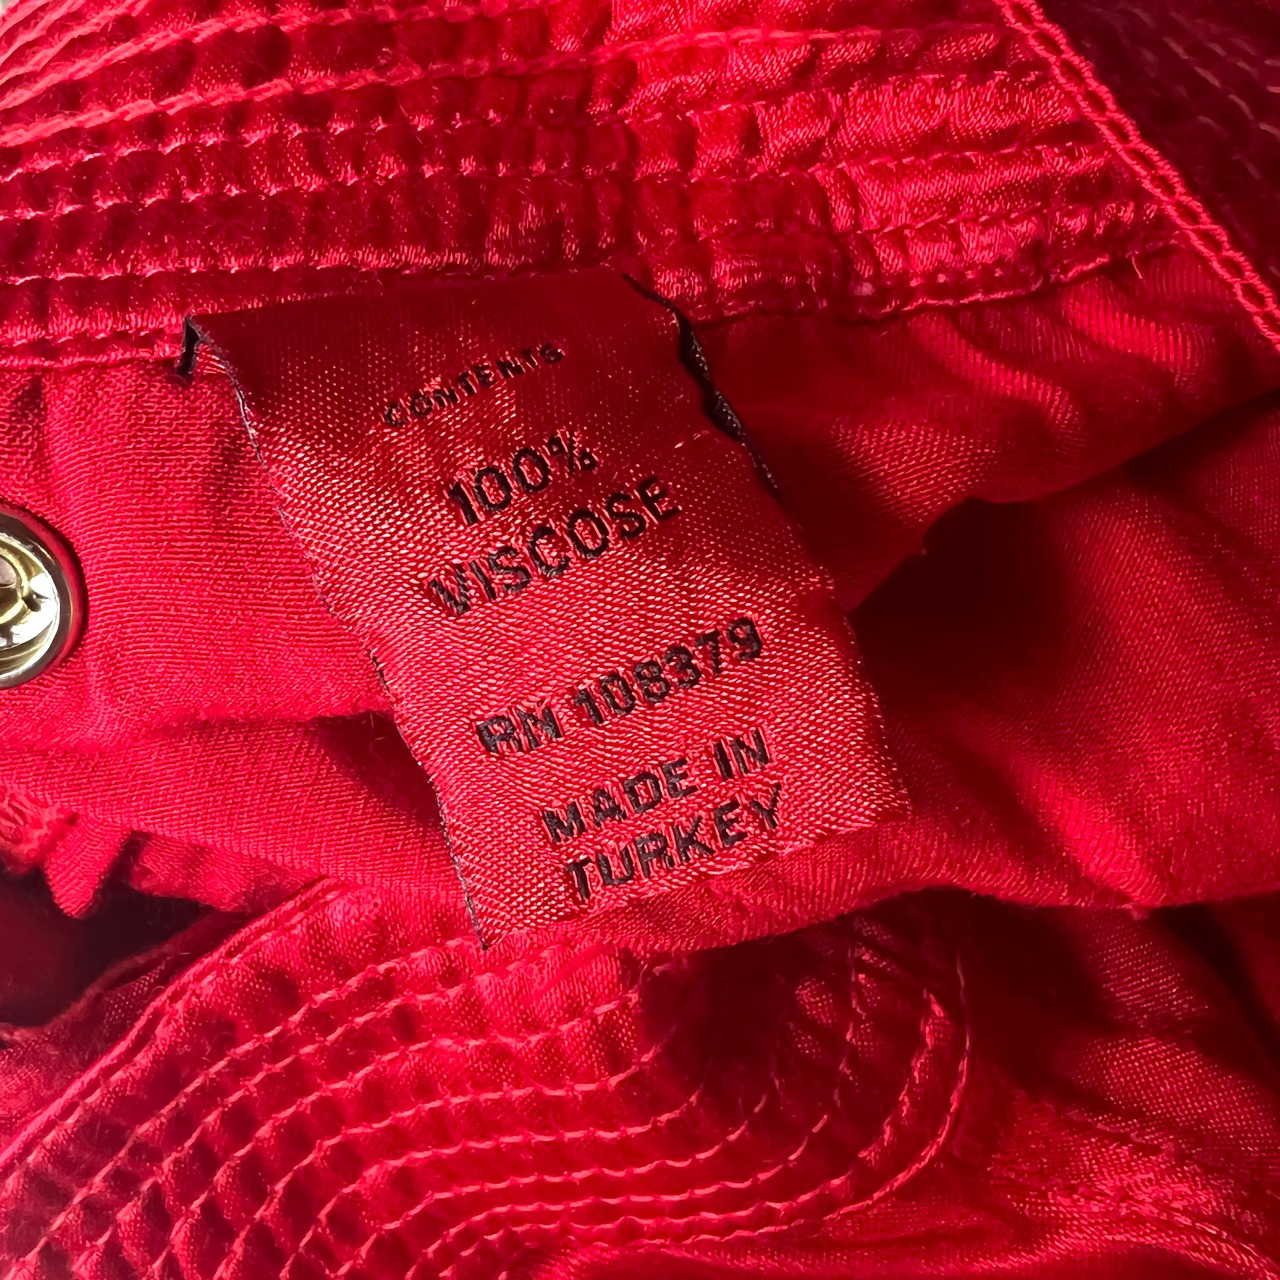 CONTENTS
100%
VISCOSE
RN 108379
MADE IN
TURKEY